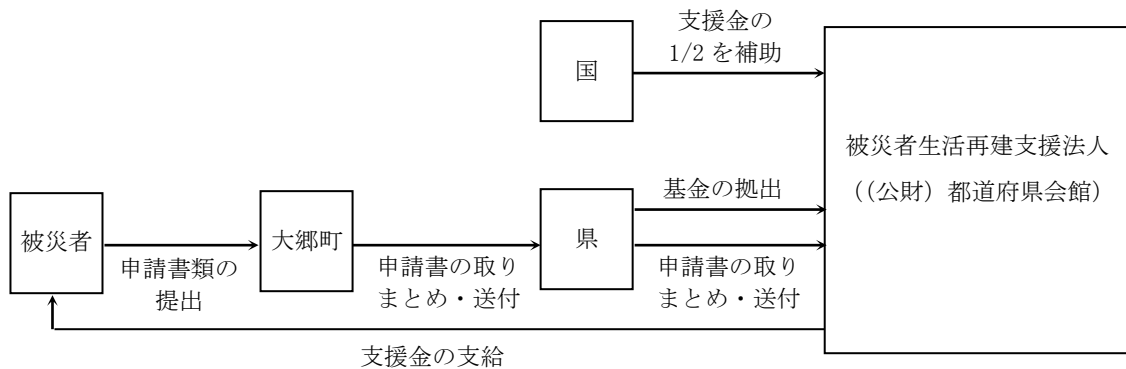 支援金の
1/2 を補助
国
被災者生活再建支援法人
((公財) 都道府県会館)
基金の拠出
被災者
大郷町
県
申請書類の
提出
申請書の取り
まとめ・送付
申請書の取り
まとめ・送付
支援金の支給